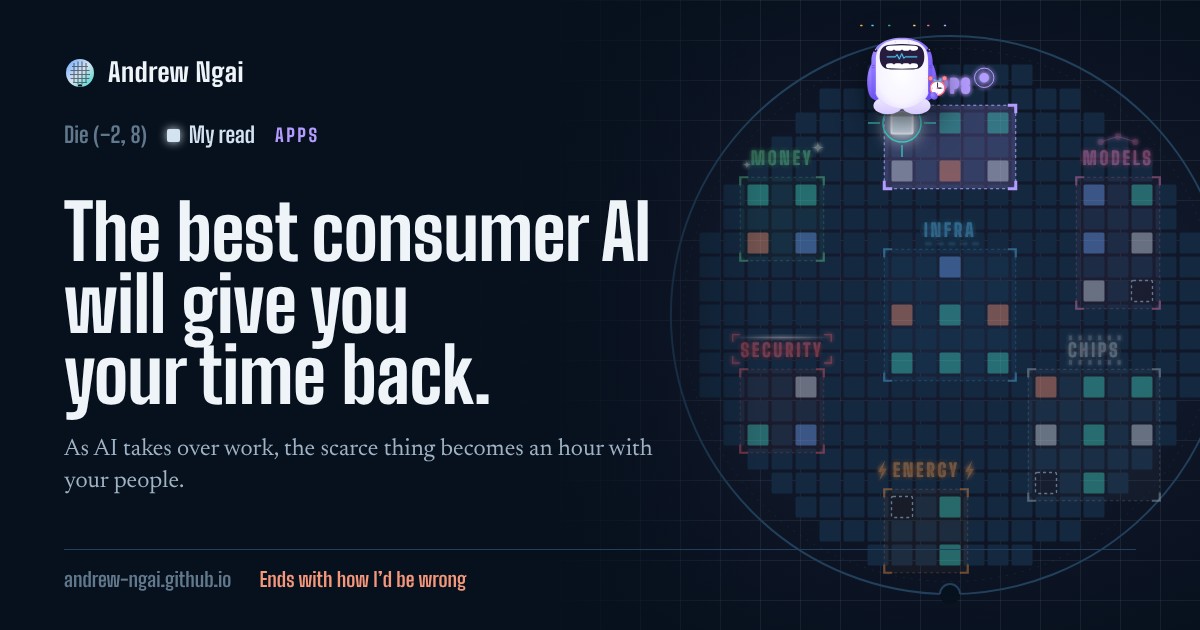 Andrew Ngai
Die (−2, 8) My read APPS
The best consumer AI
will give you
your time back.
As AI takes over work, the scarce thing becomes an hour with
your people.
andrew-ngai.github.io Ends with how I’d be wrong
MONEY
MODELS
INFRA
SECURITY
CHIPS
ENERGY